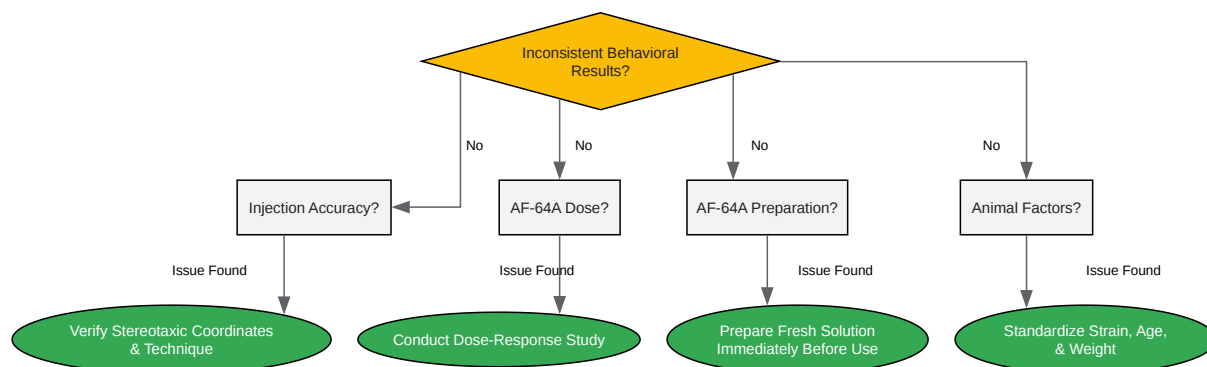 Inconsistent Behavioral
Results?
No
No
No
No
Injection Accuracy?
AF-64A Dose?
AF-64A Preparation?
Animal Factors?
Issue Found
Issue Found
Issue Found
Issue Found
Verify Stereotaxic Coordinates
& Technique
Conduct Dose-Response Study
Prepare Fresh Solution
Immediately Before Use
Standardize Strain, Age,
& Weight